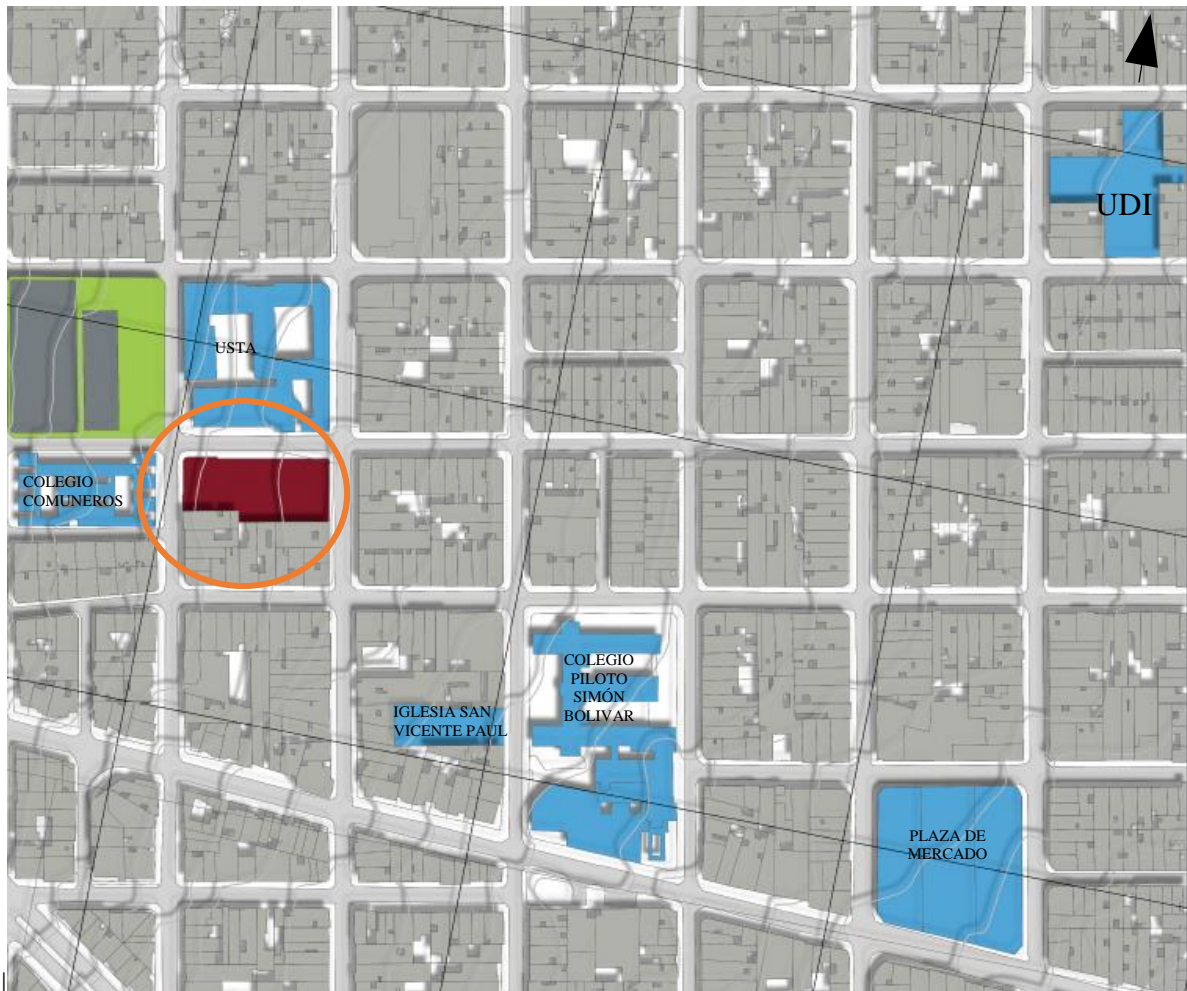 UDI
USTA
COLEGIO
COMUNEROS
COLEGIO
PILOTO
SIMÓN
BOLIVAR
IGLESIA SAN
VICENTE PAUL
PLAZA DE
MERCADO